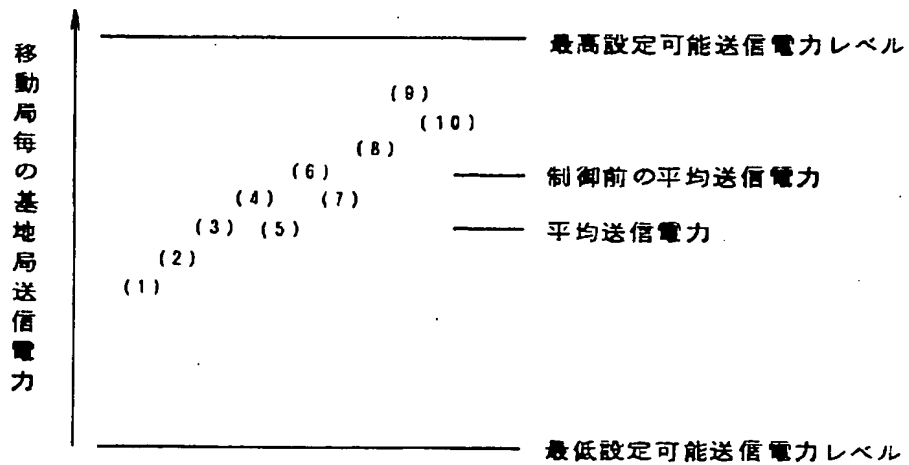 移動局毎の基地局送信電力
最高設定可能送信電力レベル
(9)
(10)
(8)
(6)
制御前の平均送信電力
(4)
(7)
(3)
(5)
平均送信電力
(2)
(1)
最低設定可能送信電力レベル